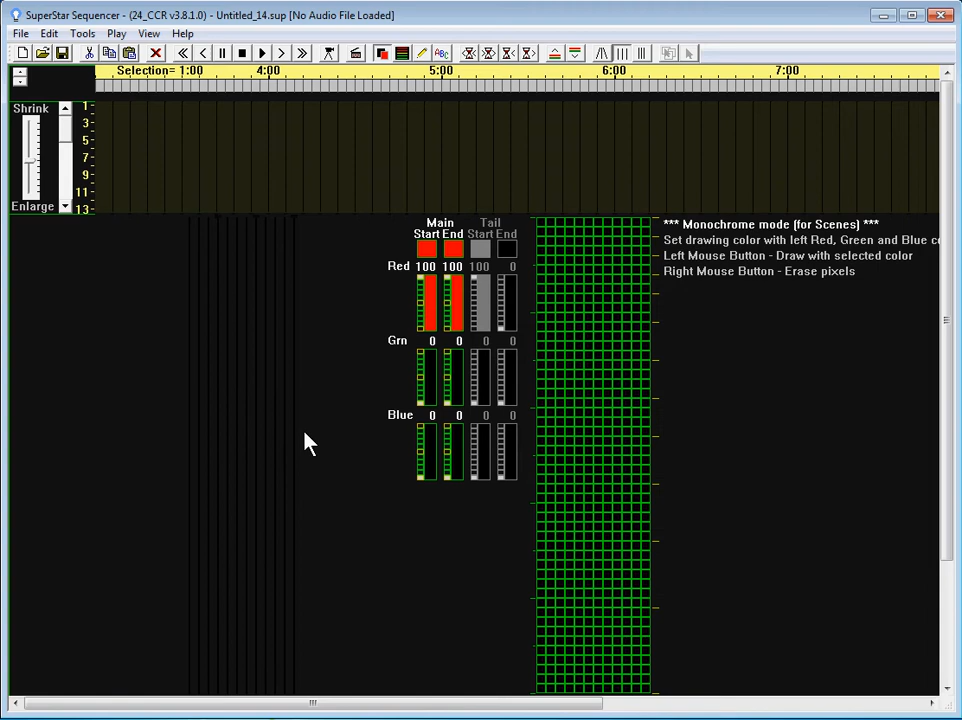 SuperStar Sequencer - (24_CCR v3.8.1.0) - Untitled_14.sup [No Audio File Loaded]
File Edit Tools Play View Help
ABc
Selection= 1:00 4:00 5:00 6:00 7:00
Shrink
1
3
5
7
9
11
13
Enlarge
Main Tail
Start End Start End
Red 100 100 100 0
Grn 0 0 0 0
Blue 0 0 0 0
*** Monochrome mode (for Scenes) ***
Set drawing color with left Red, Green and Blue co
Left Mouse Button - Draw with selected color
Right Mouse Button - Erase pixels